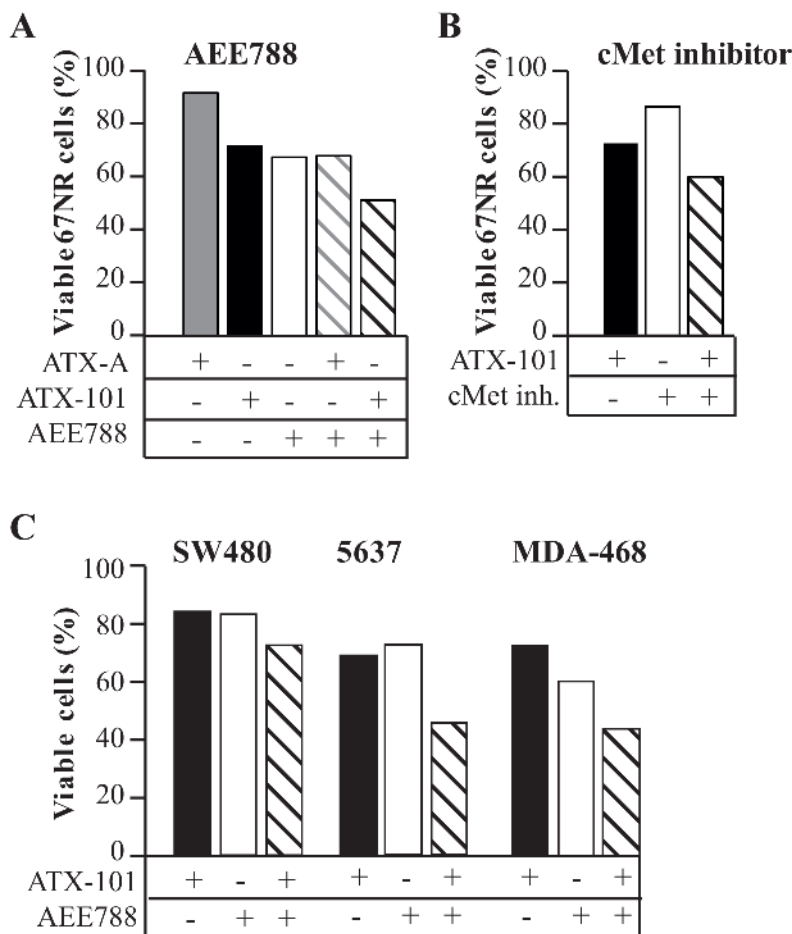 A
AEE788
Viable 67NR cells (%)
100
80
60
40
20
0
ATX-A + - - + -
ATX-101 - + - - +
AEE788 - - + + +
B
cMet inhibitor
Viable 67NR cells (%)
100
80
60
40
20
0
ATX-101 + - +
cMet inh. - + +
C
SW480 5637 MDA-468
Viable cells (%)
100
80
60
40
20
0
ATX-101 + - + + - + + - +
AEE788 - + + - + + - + +